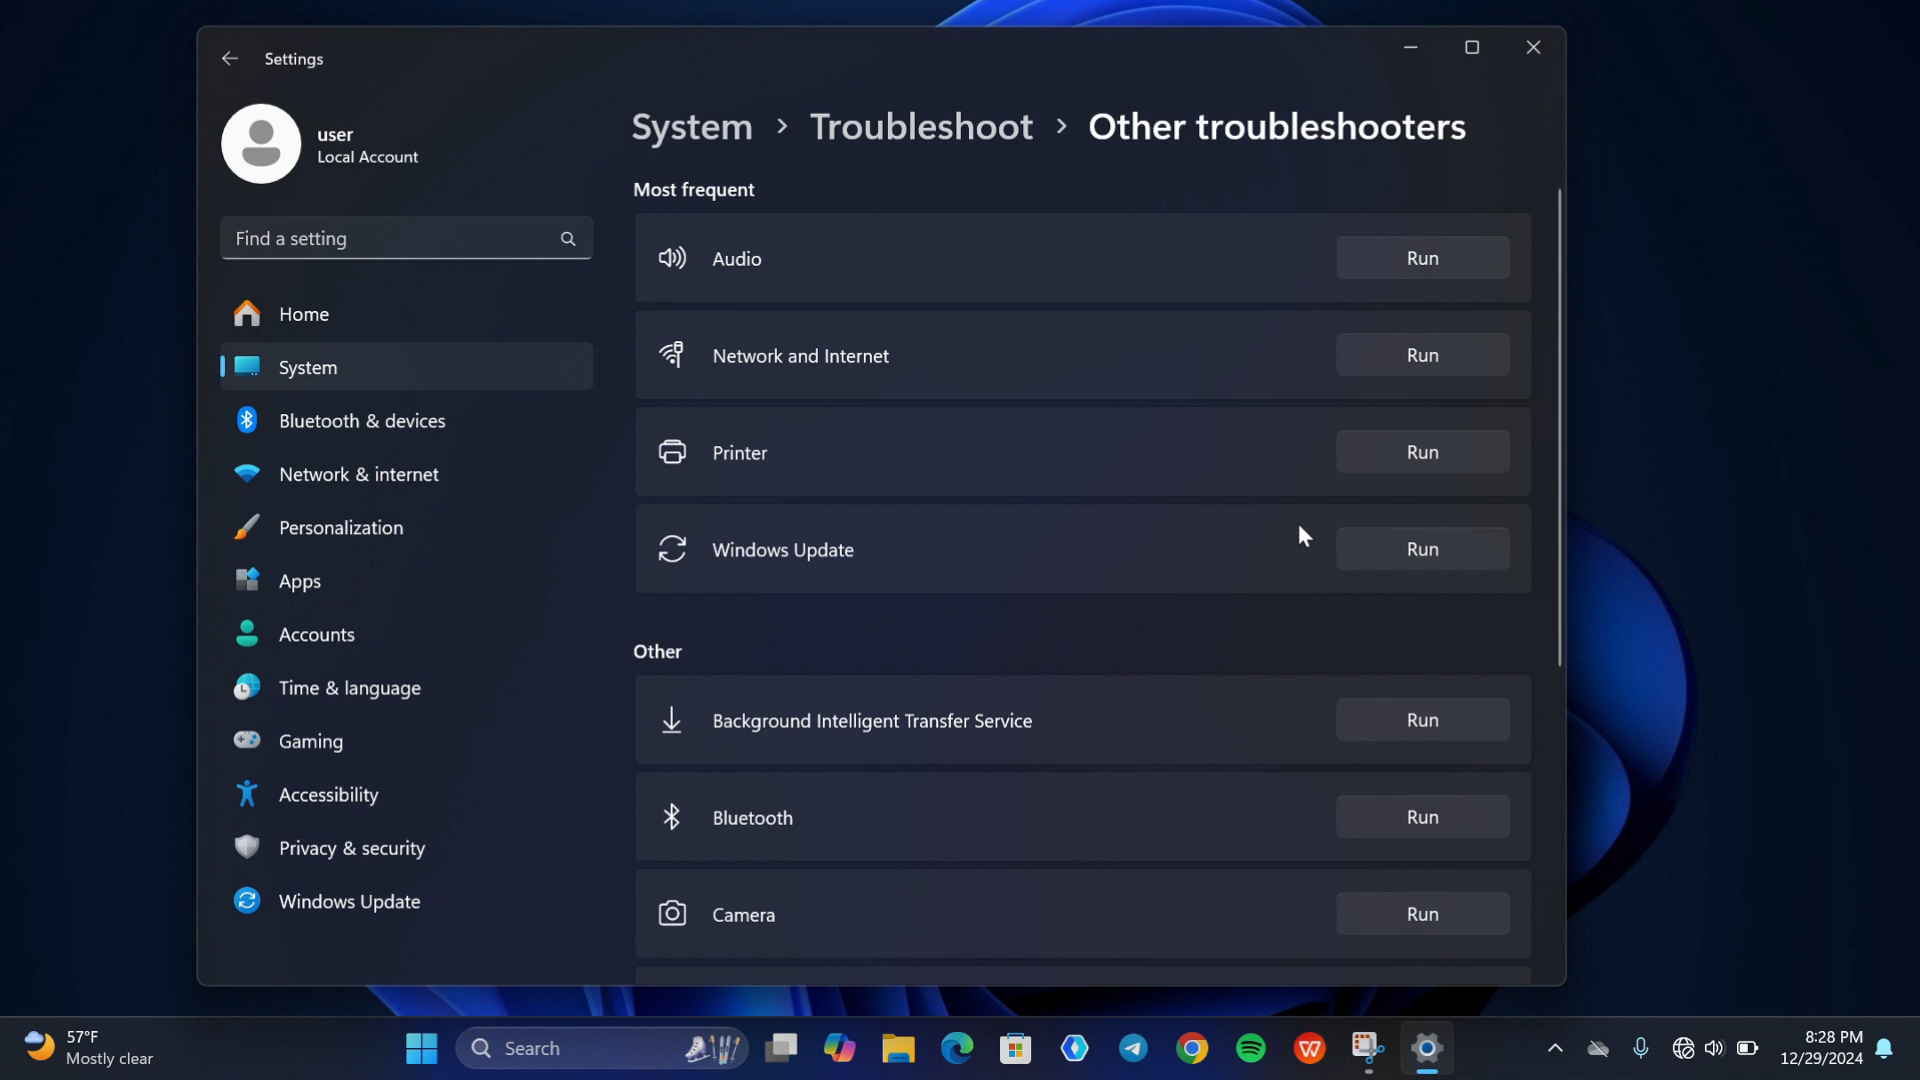 Settings
user
Local Account
Find a setting
Home
System
Bluetooth & devices
Network & internet
Personalization
Apps
Accounts
Time & language
Gaming
Accessibility
Privacy & security
Windows Update
System > Troubleshoot > Other troubleshooters
Most frequent
Audio Run
Network and Internet Run
Printer Run
Windows Update Run
Other
Background Intelligent Transfer Service Run
Bluetooth Run
Camera Run
57°F
Mostly clear
Search
8:28 PM
12/29/2024